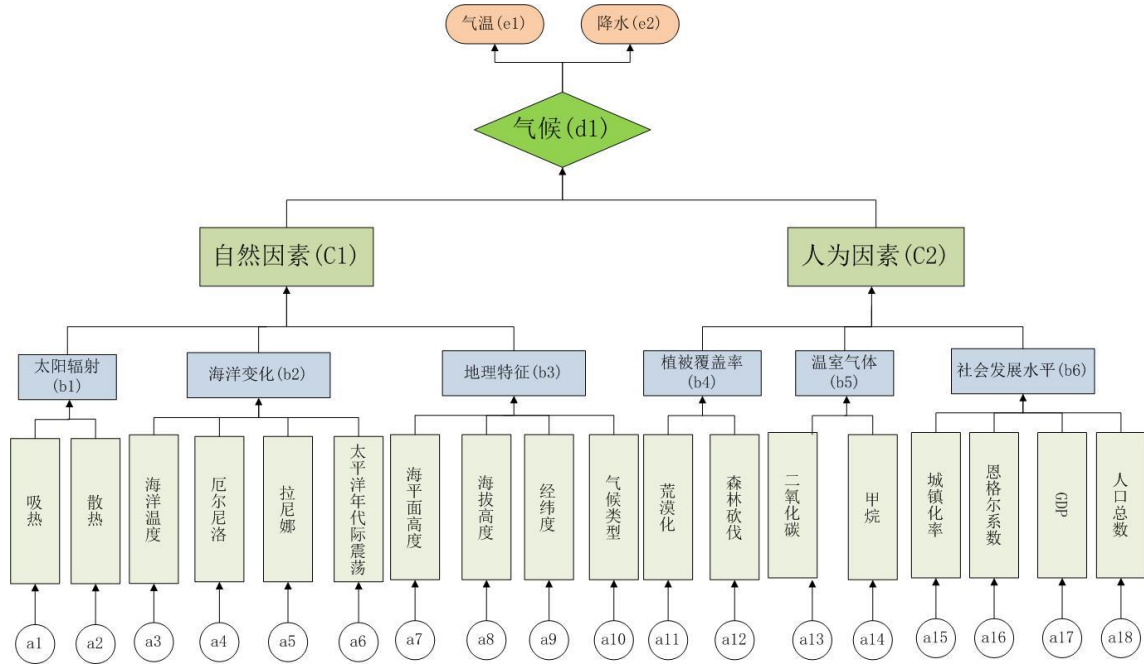 气温(e1)
降水(e2)
气候(d1)
自然因素(C1)
人为因素(C2)
太阳辐射
(b1)
海洋变化(b2)
地理特征(b3)
植被覆盖率
(b4)
温室气体
(b5)
社会发展水平(b6)
吸热
散热
海洋温度
厄尔尼洛
拉尼娜
太平洋年代际震荡
海平面高度
海拔高度
经纬度
气候类型
荒漠化
森林砍伐
二氧化碳
甲烷
城镇化率
恩格尔系数
GDP
人口总数
a1
a2
a3
a4
a5
a6
a7
a8
a9
a10
a11
a12
a13
a14
a15
a16
a17
a18